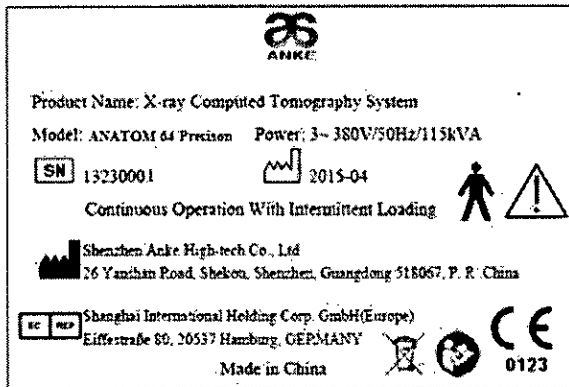 ANKE
Product Name: X-ray Computed Tomography System
Model: ANATOM 64 Precison Power: 3~ 380V/50Hz/115kVA
SN 13230001 2015-04
Continuous Operation With Intermittent Loading
Shenzhen Anke High-tech Co., Ltd
26 Yanshan Road, Shekou, Shenzhen, Guangdong 518067, P. R. China
EC REP Shanghai International Holding Corp. GmbH(Europe)
Eiffestraße 80, 20537 Hamburg, GERMANY
Made in China
CE
0123